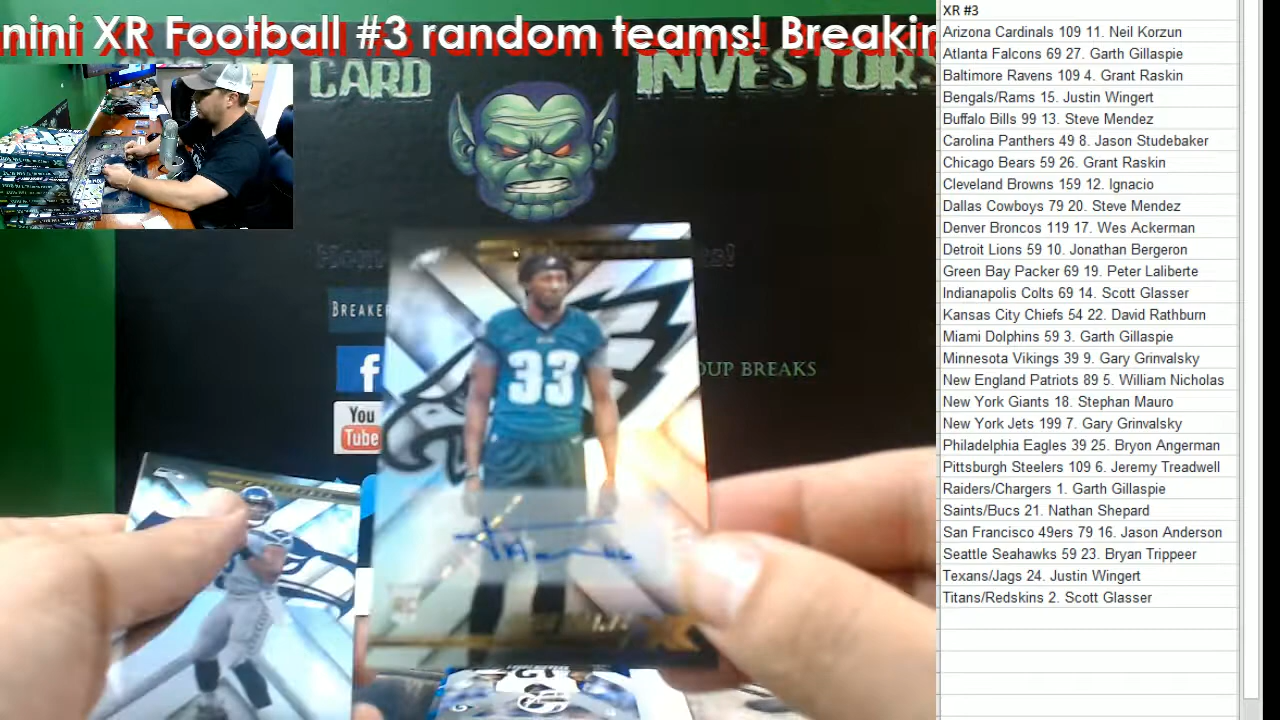 nini XR Football #3 random teams! Breakin
CARD INVESTORS
BREAKER
f
You
Tube
OUP BREAKS
33
RC
XR
XR #3
Arizona Cardinals 109 11. Neil Korzun
Atlanta Falcons 69 27. Garth Gillaspie
Baltimore Ravens 109 4. Grant Raskin
Bengals/Rams 15. Justin Wingert
Buffalo Bills 99 13. Steve Mendez
Carolina Panthers 49 8. Jason Studebaker
Chicago Bears 59 26. Grant Raskin
Cleveland Browns 159 12. Ignacio
Dallas Cowboys 79 20. Steve Mendez
Denver Broncos 119 17. Wes Ackerman
Detroit Lions 59 10. Jonathan Bergeron
Green Bay Packer 69 19. Peter Laliberte
Indianapolis Colts 69 14. Scott Glasser
Kansas City Chiefs 54 22. David Rathburn
Miami Dolphins 59 3. Garth Gillaspie
Minnesota Vikings 39 9. Gary Grinvalsky
New England Patriots 89 5. William Nicholas
New York Giants 18. Stephan Mauro
New York Jets 199 7. Gary Grinvalsky
Philadelphia Eagles 39 25. Bryon Angerman
Pittsburgh Steelers 109 6. Jeremy Treadwell
Raiders/Chargers 1. Garth Gillaspie
Saints/Bucs 21. Nathan Shepard
San Francisco 49ers 79 16. Jason Anderson
Seattle Seahawks 59 23. Bryan Trippeer
Texans/Jags 24. Justin Wingert
Titans/Redskins 2. Scott Glasser